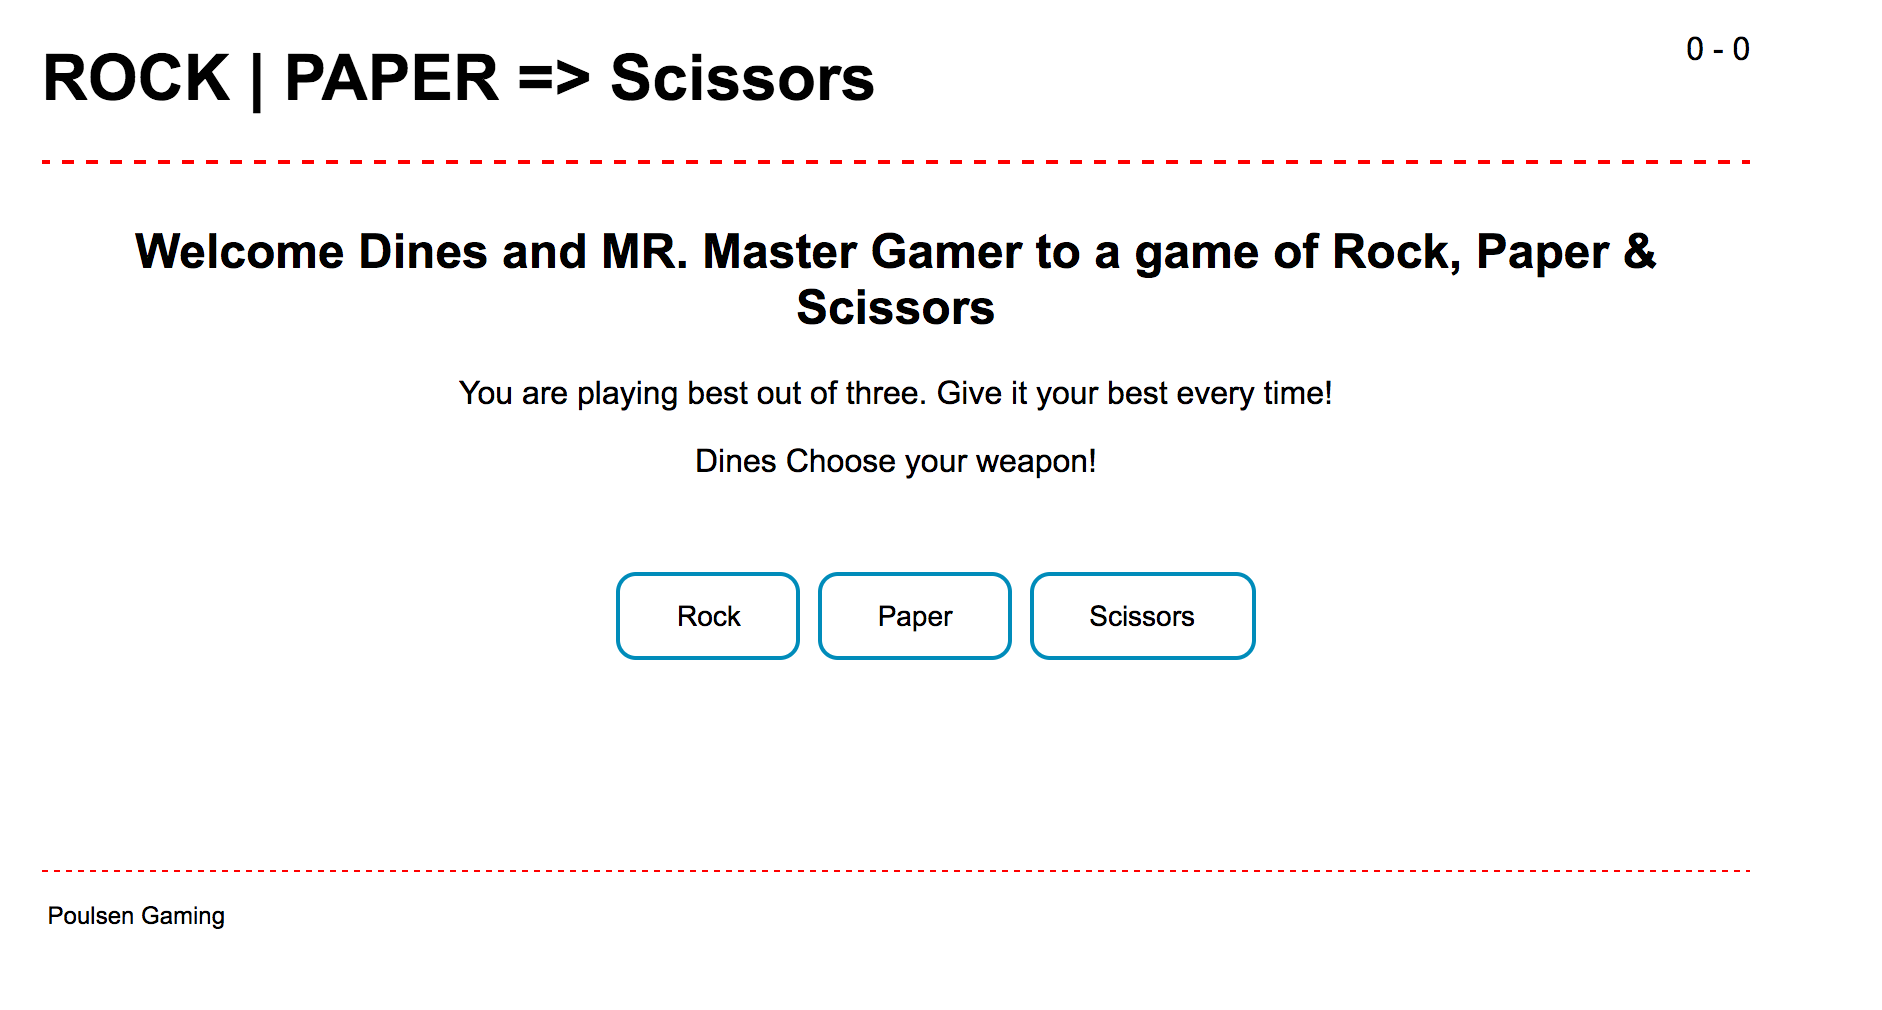 ROCK | PAPER => Scissors
0 - 0
Welcome Dines and MR. Master Gamer to a game of Rock, Paper &
Scissors
You are playing best out of three. Give it your best every time!
Dines Choose your weapon!
Rock
Paper
Scissors
Poulsen Gaming